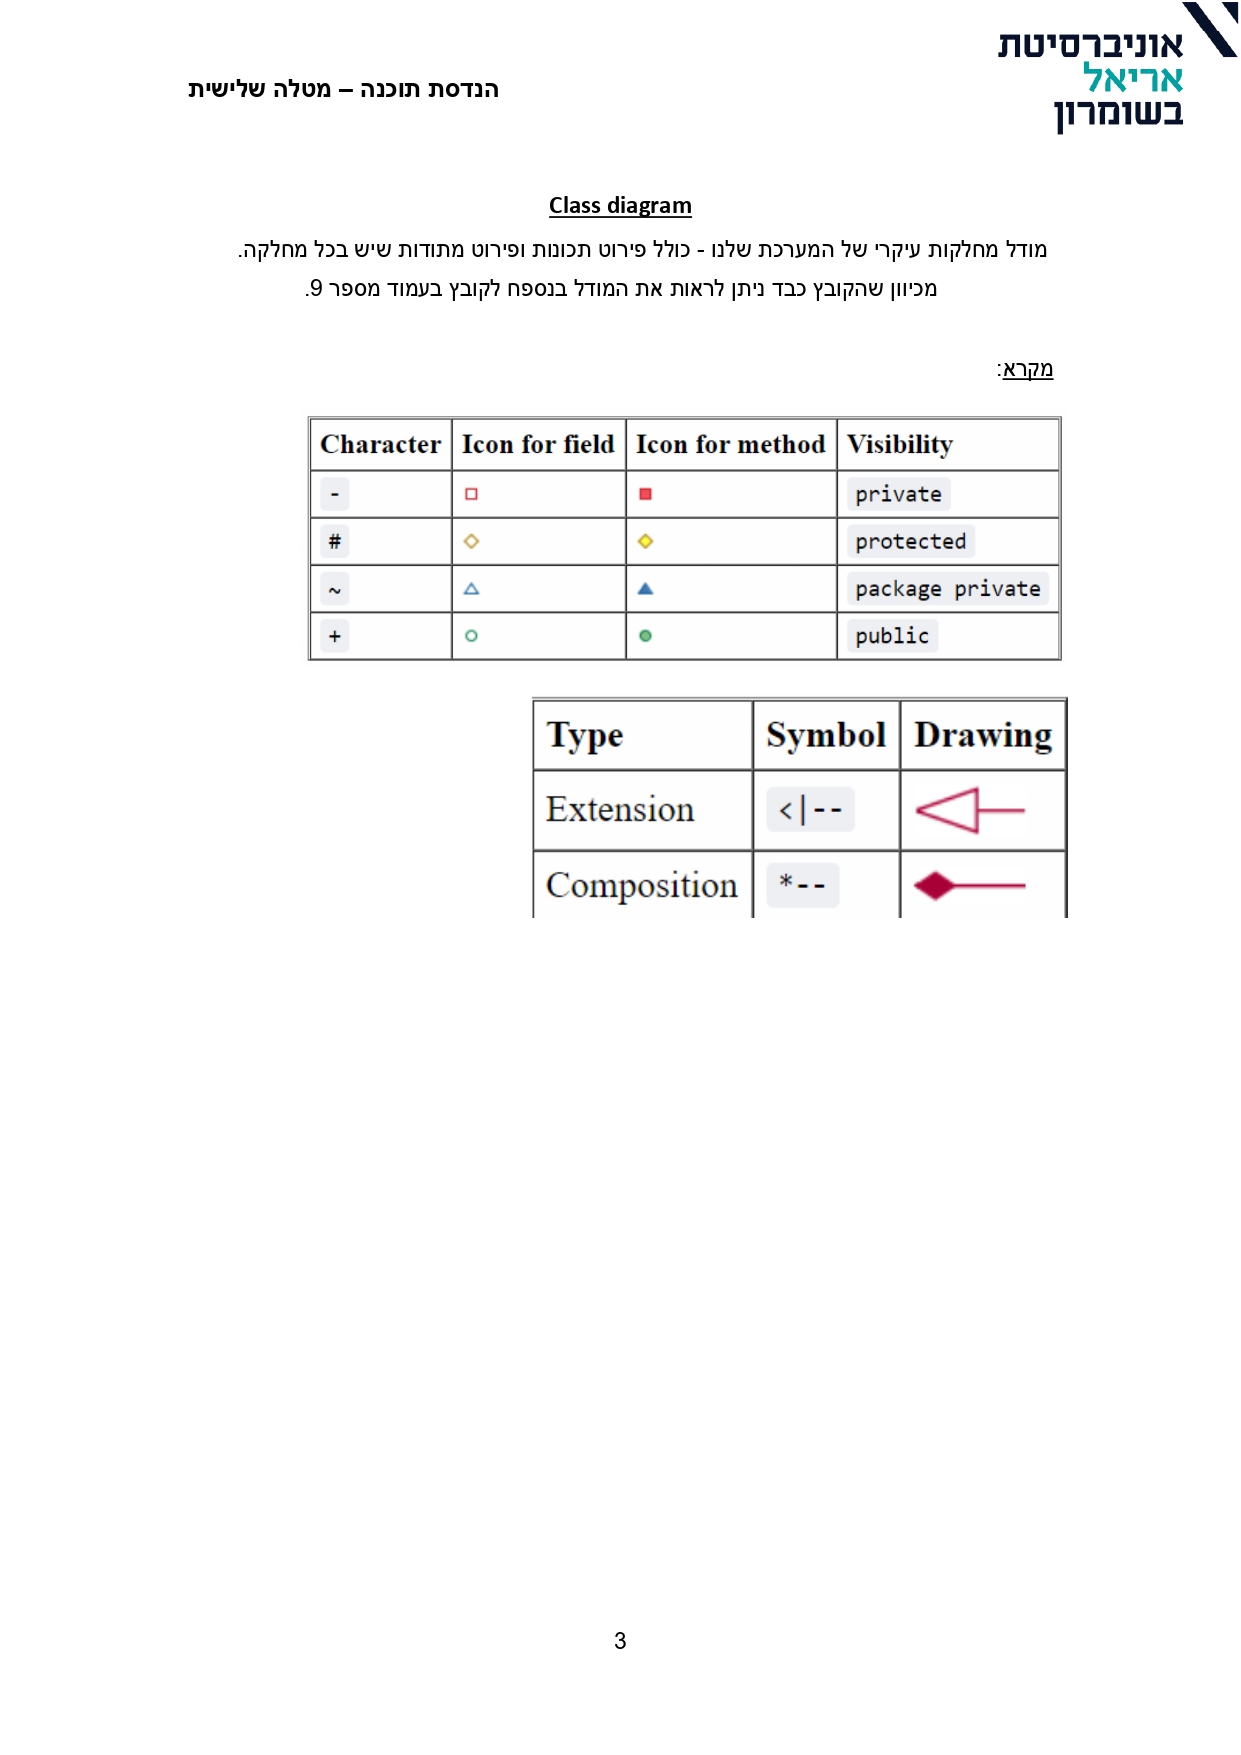 אוניברסיטת
אריאל
בשומרון
הנדסת תוכנה – מטלה שלישית
Class diagram
מודל מחלקות עיקרי של המערכת שלנו - כולל פירוט תכונות ופירוט מתודות שיש בכל מחלקה.
מכיוון שהקובץ כבד ניתן לראות את המודל בנספח לקובץ בעמוד מספר 9.
מקרא:
Character Icon for field Icon for method Visibility
- private
# protected
~ package private
+ public
Type Symbol Drawing
Extension <|--
Composition *--
3